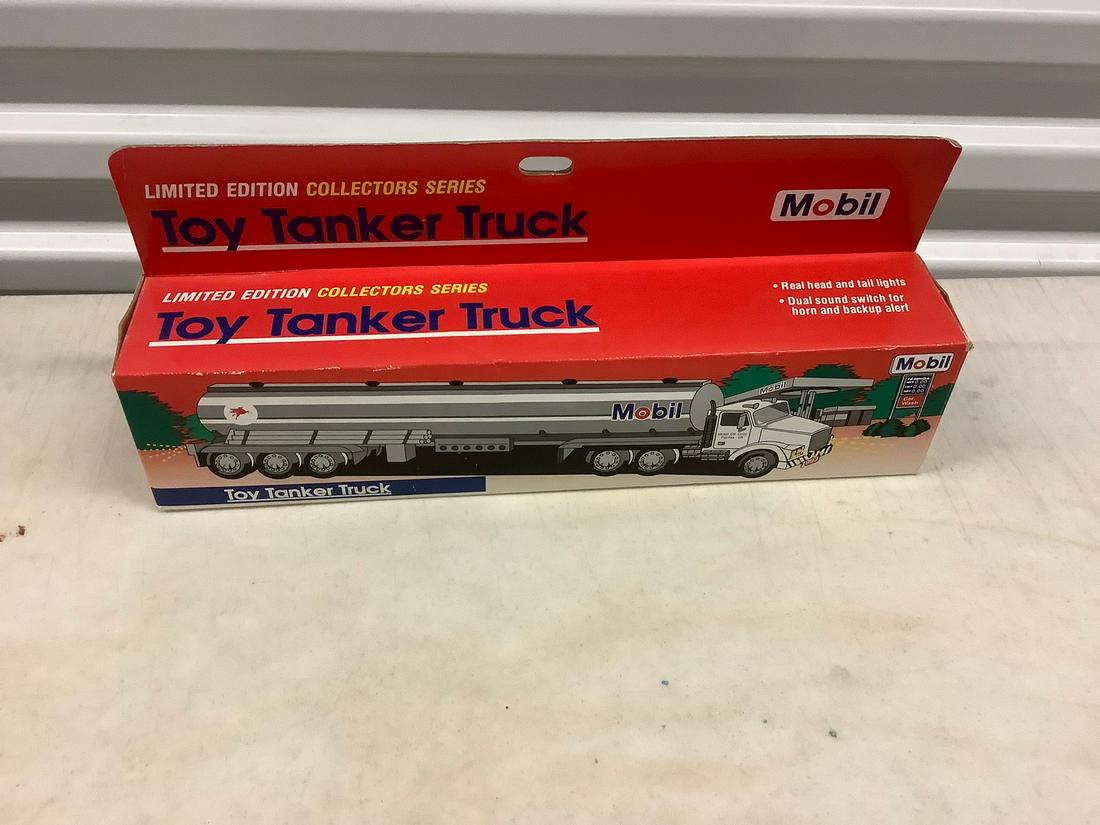 LIMITED EDITION COLLECTORS SERIES
Toy Tanker Truck
Mobil
LIMITED EDITION COLLECTORS SERIES
Toy Tanker Truck
• Real head and tail lights
• Dual sound switch for
horn and backup alert
Mobil
Mobil
Mobil
Car
Wash
Toy Tanker Truck